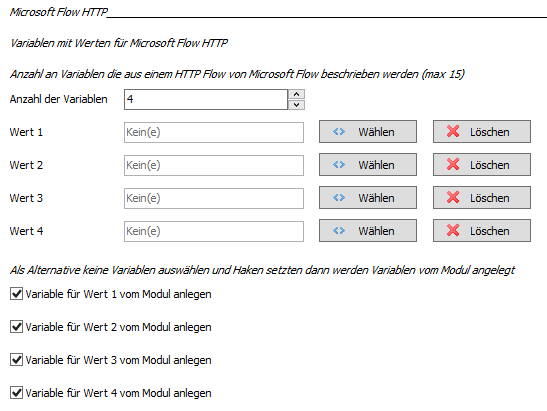 Microsoft Flow HTTP
Variablen mit Werten für Microsoft Flow HTTP
Anzahl an Variablen die aus einem HTTP Flow von Microsoft Flow beschrieben werden (max 15)
Anzahl der Variablen 4
Wert 1 Kein(e) Wählen Löschen
Wert 2 Kein(e) Wählen Löschen
Wert 3 Kein(e) Wählen Löschen
Wert 4 Kein(e) Wählen Löschen
Als Alternative keine Variablen auswählen und Haken setzten dann werden Variablen vom Modul angelegt
Variable für Wert 1 vom Modul anlegen
Variable für Wert 2 vom Modul anlegen
Variable für Wert 3 vom Modul anlegen
Variable für Wert 4 vom Modul anlegen